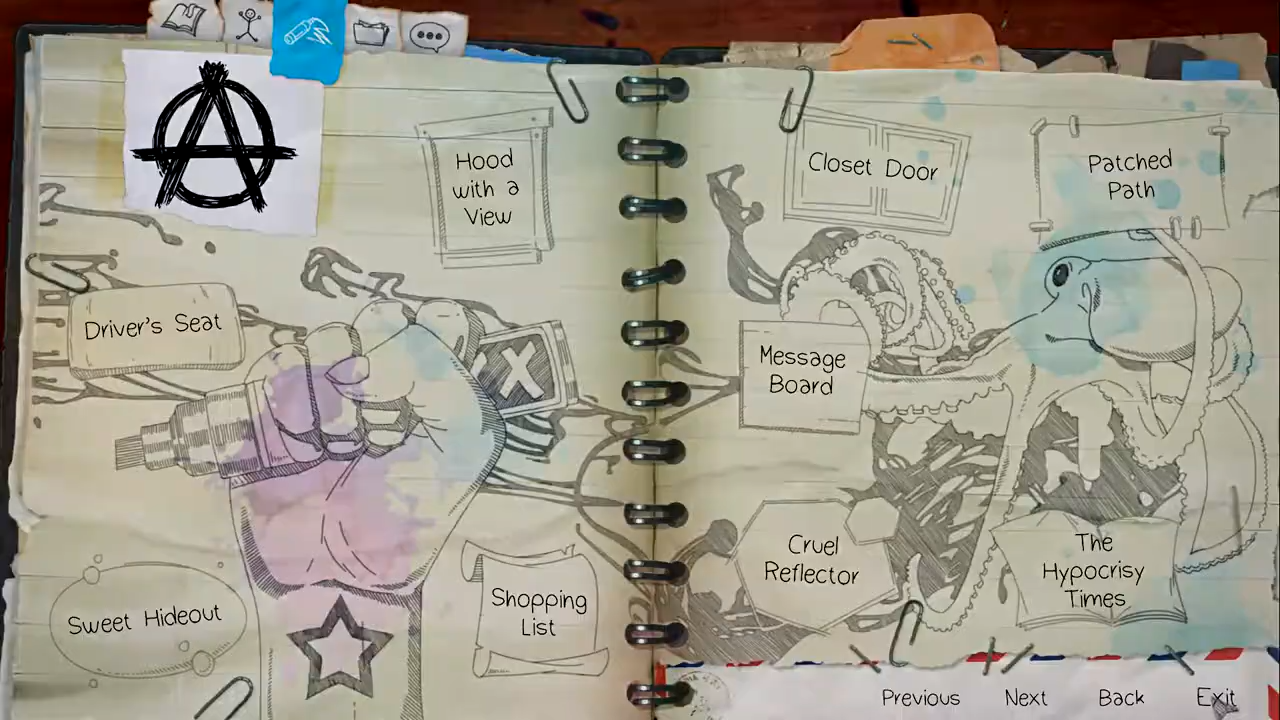 Hood
with a
View
Driver's Seat
Sweet Hideout
Shopping
List
Closet Door
Patched
Path
Message
Board
Cruel
Reflector
The
Hypocrisy
Times
Previous
Next
Back
Exit